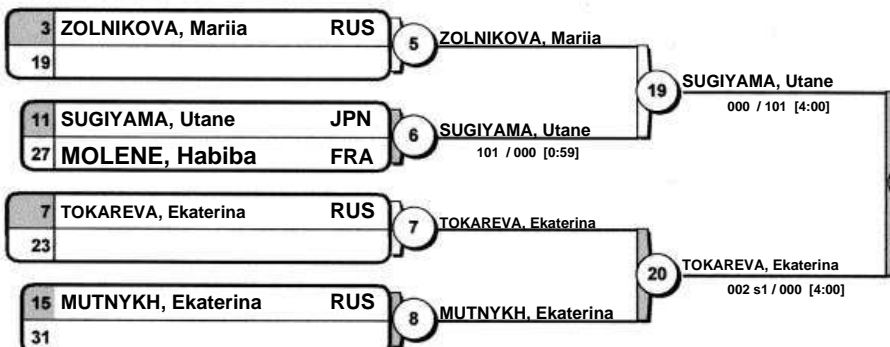 3 ZOLNIKOVA, Mariia RUS
19
5 ZOLNIKOVA, Mariia
11 SUGIYAMA, Utane JPN
27 MOLENE, Habiba FRA
6 SUGIYAMA, Utane
101 / 000 [0:59]
19 SUGIYAMA, Utane
000 / 101 [4:00]
7 TOKAREVA, Ekaterina RUS
23
7 TOKAREVA, Ekaterina
15 MUTNYKH, Ekaterina RUS
31
8 MUTNYKH, Ekaterina
20 TOKAREVA, Ekaterina
002 s1 / 000 [4:00]